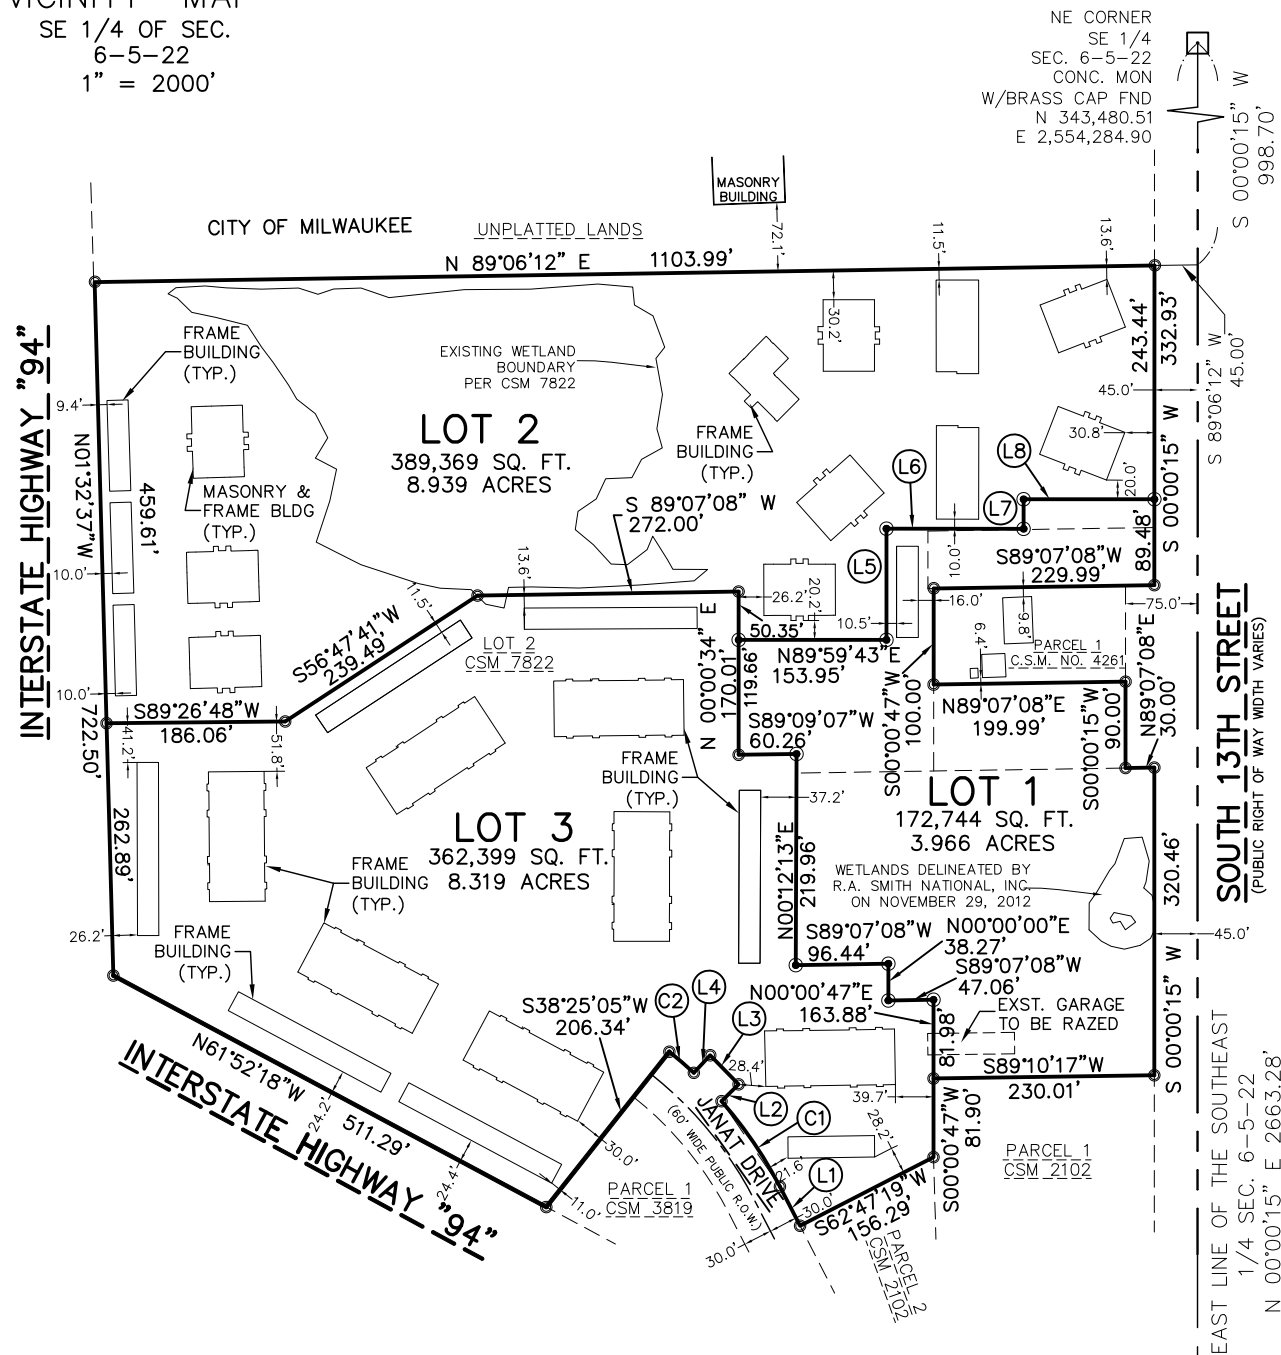 VICINITY MAP
SE 1/4 OF SEC.
6-5-22
1" = 2000'
NE CORNER
SE 1/4
SEC. 6-5-22
CONC. MON
W/BRASS CAP FND
N 343,480.51
E 2,554,284.90
S 00°00'15" W
998.70'
MASONRY
BUILDING
CITY OF MILWAUKEE
UNPLATTED LANDS
72.1'
11.5'
13.6'
N 89°06'12" E
1103.99'
S 89°06'12" W
45.00'
243.44'
332.93'
S 00°00'15" W
45.0'
30.8'
20.0'
30.2'
FRAME
BUILDING
(TYP.)
9.4'
EXISTING WETLAND
BOUNDARY
PER CSM 7822
LOT 2
389,369 SQ. FT.
8.939 ACRES
FRAME
BUILDING
(TYP.)
INTERSTATE HIGHWAY "94"
N01°32'37"W
722.50'
459.61'
MASONRY &
FRAME BLDG
(TYP.)
10.0'
10.0'
S 89°07'08" W
272.00'
L6
L8
L7
L5
10.0'
89.48'
S89°07'08"W
229.99'
13.6'
11.5'
26.2'
20.2'
10.5'
16.0'
75.0'
9.8'
6.4'
PARCEL 1
C.S.M. NO. 4261
50.35'
N89°59'43"E
153.95'
N 00°00'34" E
170.01'
119.66'
LOT 2
CSM 7822
S56°47'41"W
239.49'
S89°26'48"W
186.06'
41.2'
51.8'
S89°09'07"W
60.26'
S00°00'47"W
100.00'
N89°07'08"E
199.99'
S00°00'15"W
90.00'
N89°07'08"E
30.00'
SOUTH 13TH STREET
(PUBLIC RIGHT OF WAY WIDTH VARIES)
FRAME
BUILDING
(TYP.)
37.2'
LOT 1
172,744 SQ. FT.
3.966 ACRES
LOT 3
362,399 SQ. FT.
8.319 ACRES
262.89'
FRAME
BUILDING
(TYP.)
N00°12'13"E
219.96'
WETLANDS DELINEATED BY
R.A. SMITH NATIONAL, INC.
ON NOVEMBER 29, 2012
320.46'
S 00°00'15" W
45.0'
26.2'
FRAME
BUILDING
(TYP.)
S89°07'08"W
96.44'
N00°00'00"E
38.27'
S89°07'08"W
47.06'
N00°00'47"E
163.88'
81.98'
EXST. GARAGE
TO BE RAZED
S38°25'05"W
206.34'
C2
L4
L3
28.4'
L2
C1
L1
39.7'
S89°10'17"W
230.01'
S00°00'47"W
81.90'
28.2'
21.6'
N61°52'18"W
511.29'
INTERSTATE HIGHWAY "94"
24.2'
24.4'
11.0'
30.0'
JANAT DRIVE
(60' WIDE PUBLIC R.O.W.)
30.0'
30.0'
PARCEL 1
CSM 3819
S62°47'19"W
156.29'
PARCEL 2
CSM 2102
PARCEL 1
CSM 2102
EAST LINE OF THE SOUTHEAST
1/4 SEC. 6-5-22
N 00°00'15" E 2663.28'